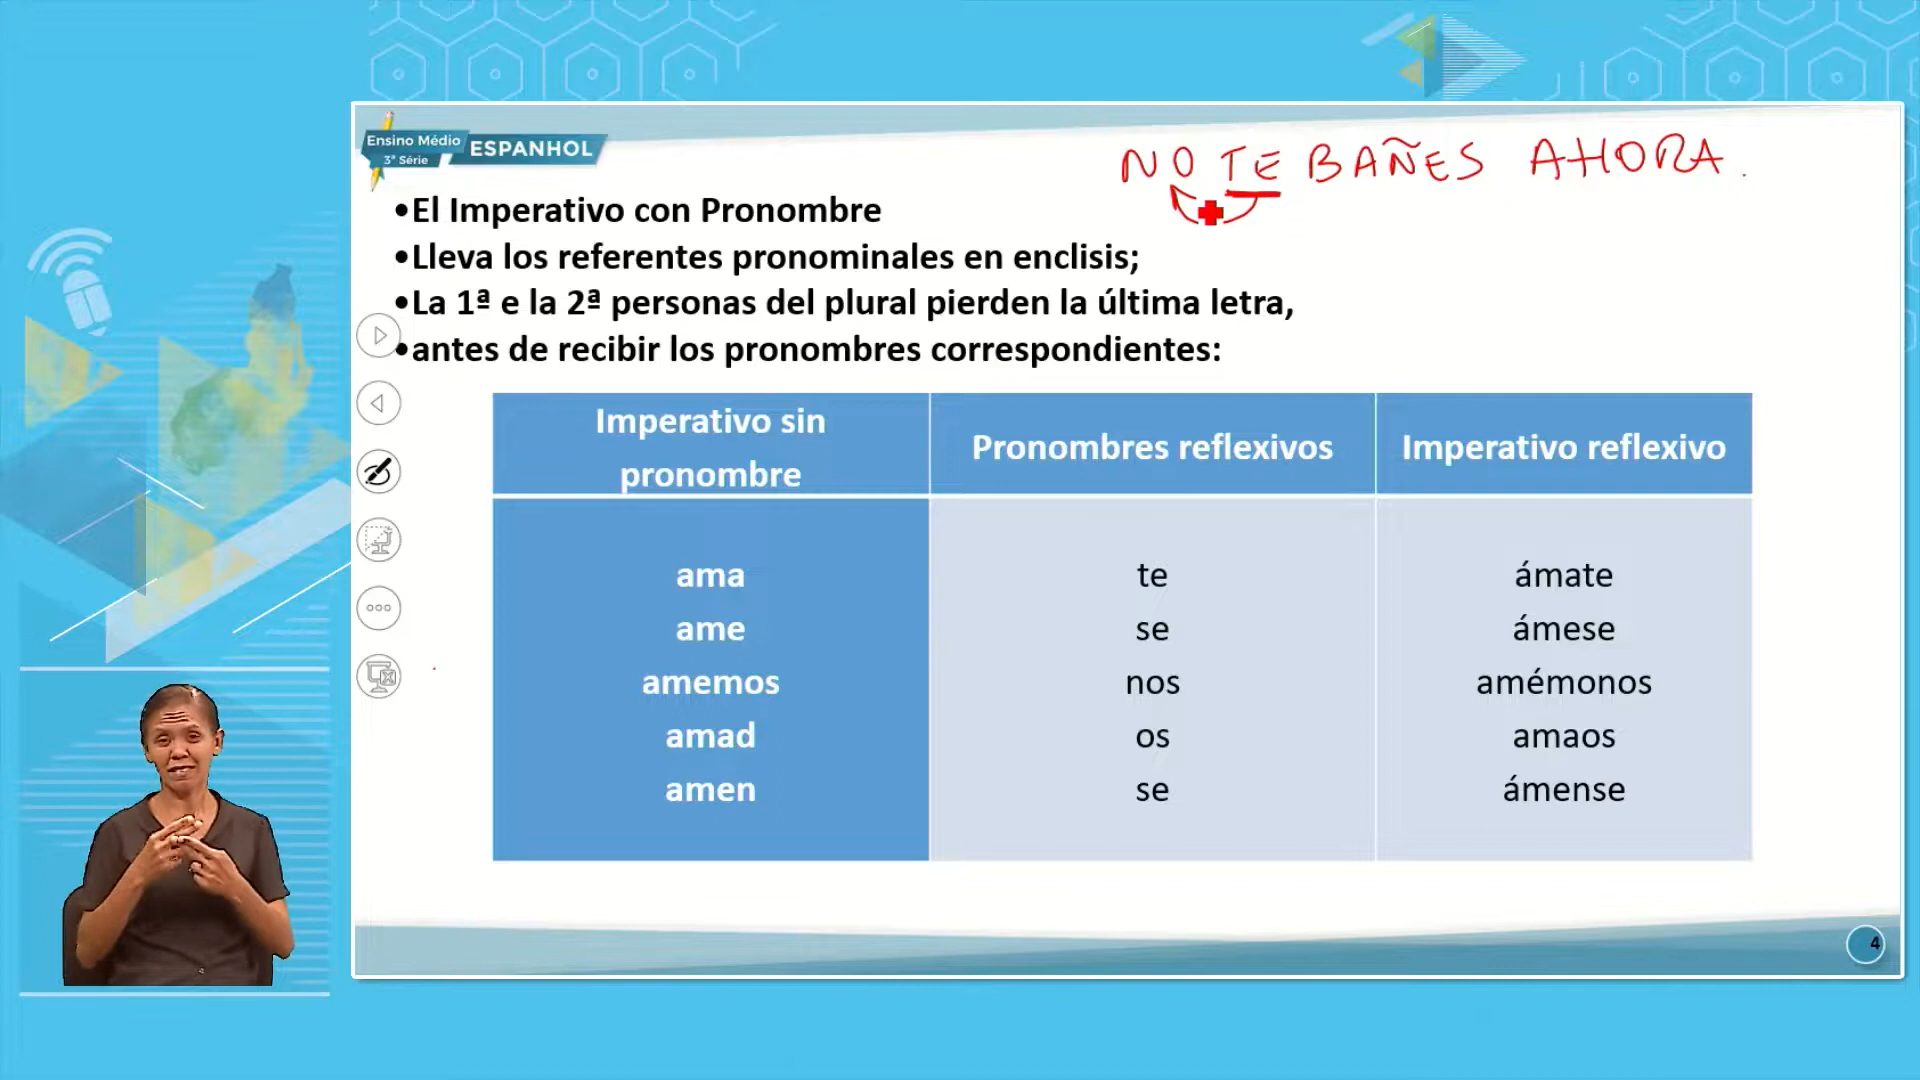 Ensino Médio
3ª Série
ESPANHOL
NO TE BAÑES AHORA.
•El Imperativo con Pronombre
•Lleva los referentes pronominales en enclisis;
•La 1ª e la 2ª personas del plural pierden la última letra,
•antes de recibir los pronombres correspondientes:
Imperativo sin
pronombre
Pronombres reflexivos
Imperativo reflexivo
ama te ámate
ame se ámese
amemos nos amémonos
amad os amaos
amen se ámense
4